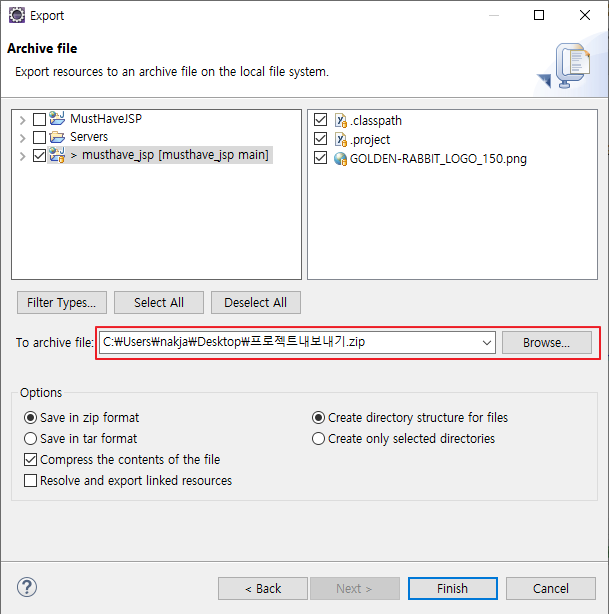 Export
Archive file
Export resources to an archive file on the local file system.
MustHaveJSP
Servers
> musthave_jsp [musthave_jsp main]
.classpath
.project
GOLDEN-RABBIT_LOGO_150.png
Filter Types...
Select All
Deselect All
To archive file:
C:₩Users₩nakja₩Desktop₩프로젝트내보내기.zip
Browse...
Options
Save in zip format
Create directory structure for files
Save in tar format
Create only selected directories
Compress the contents of the file
Resolve and export linked resources
?
< Back
Next >
Finish
Cancel